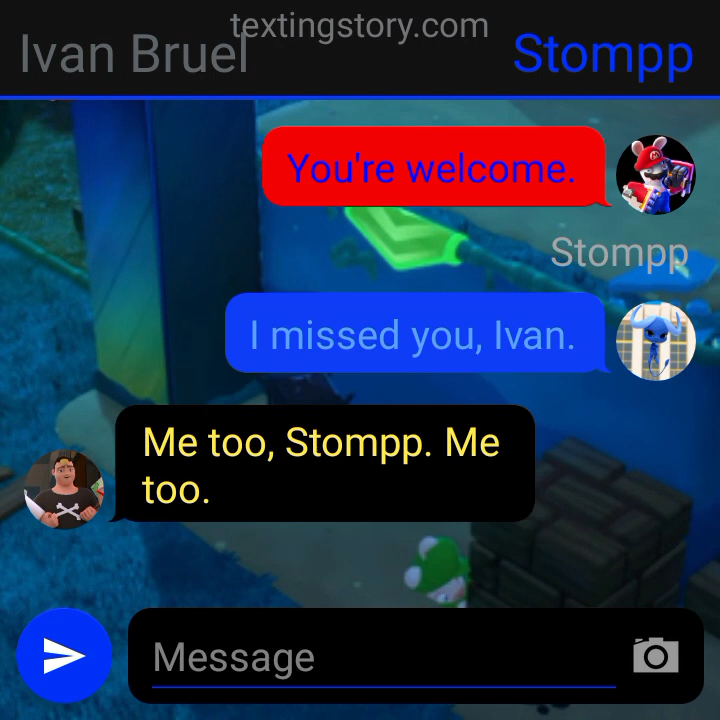 textingstory.com
Ivan Bruel
Stompp
You're welcome.
Stompp
I missed you, Ivan.
Me too, Stompp. Me
too.
Message